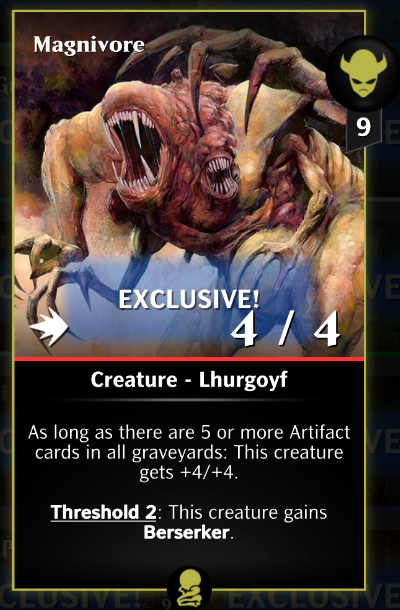 Magnivore
9
EXCLUSIVE!
4 / 4
Creature - Lhurgoyf
As long as there are 5 or more Artifact
cards in all graveyards: This creature
gets +4/+4.
Threshold 2: This creature gains
Berserker.